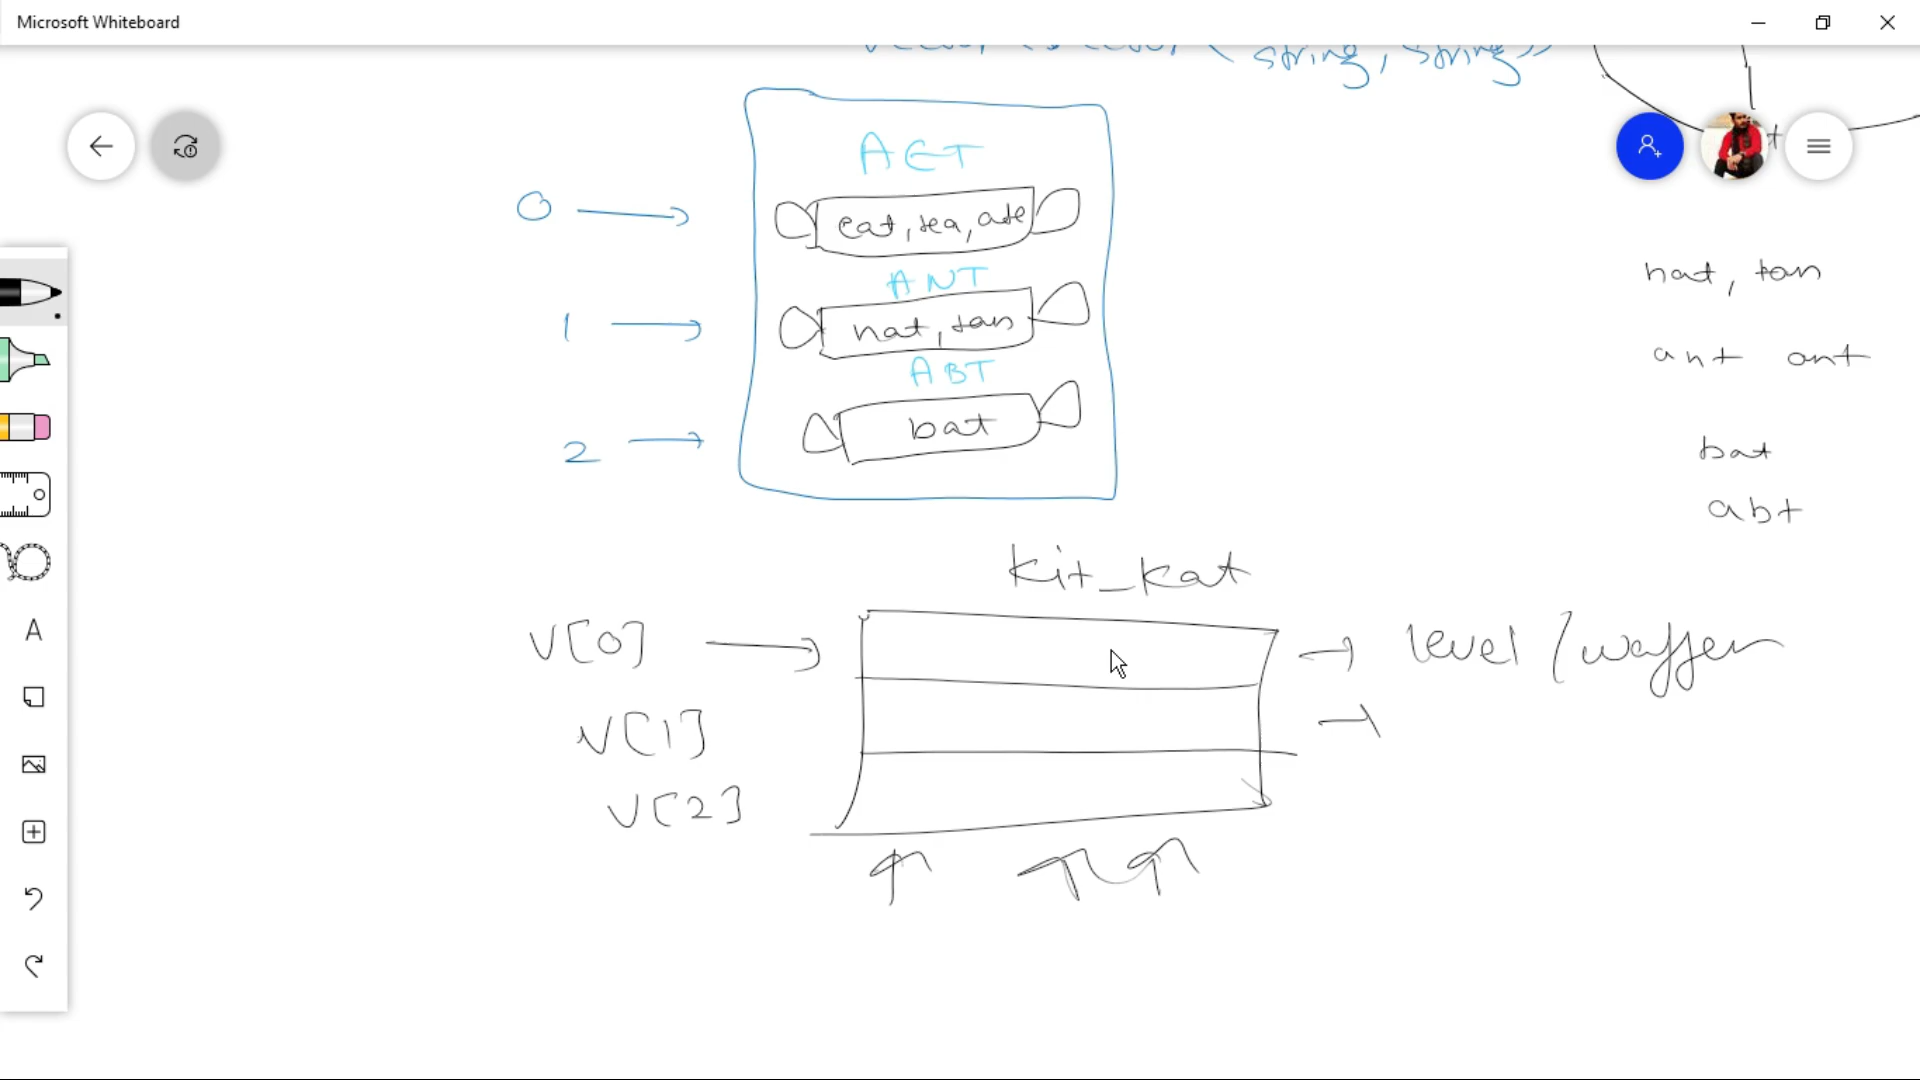 Microsoft Whiteboard
string, string>>
AET
0 → eat, tea, ate
ANT
1 → nat, tan
ABT
2 → bat
nat, tan
ant ant
bat
abt
kit_kat
V[0] → → level / waffer
V[1] →
V[2]
A